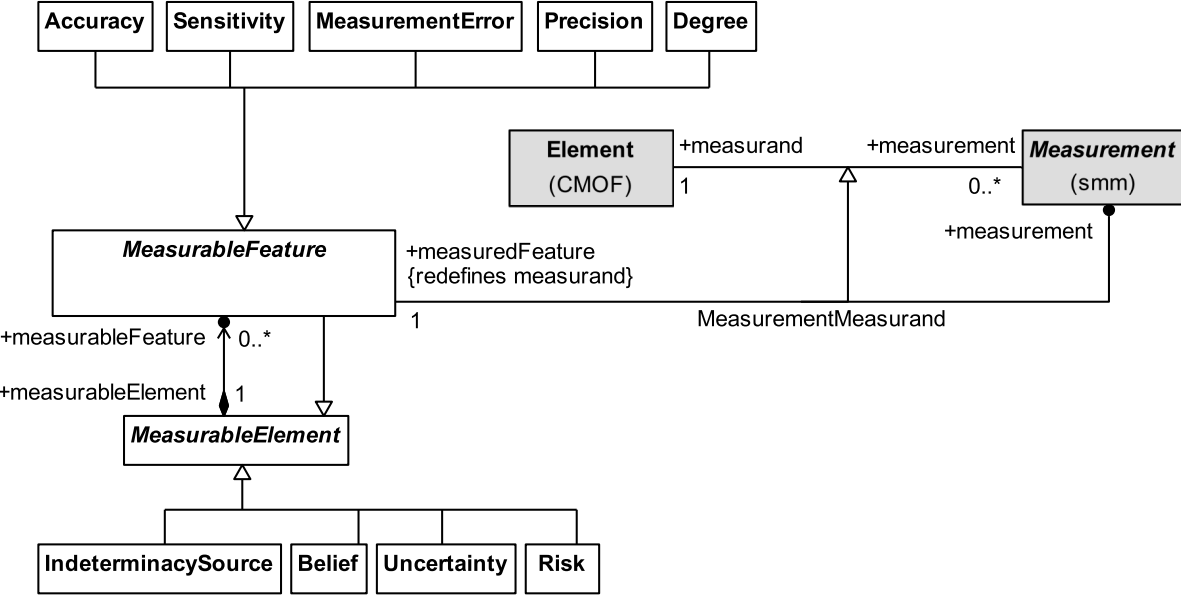 Accuracy
Sensitivity
MeasurementError
Precision
Degree
Element
(CMOF)
+measurand
1
+measurement
0..*
Measurement
(smm)
+measurement
MeasurableFeature
+measuredFeature
{redefines measurand}
1
MeasurementMeasurand
+measurableFeature
0..*
+measurableElement
1
MeasurableElement
IndeterminacySource
Belief
Uncertainty
Risk